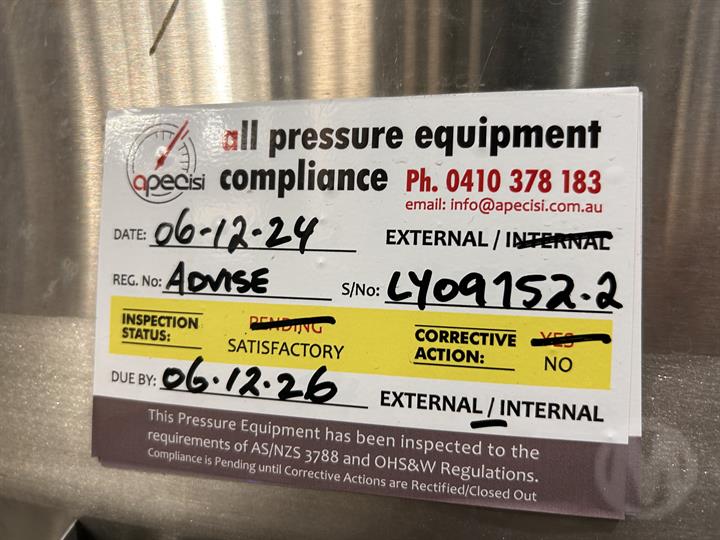 all pressure equipment
apecisi compliance Ph. 0410 378 183
email: info@apecisi.com.au
DATE: 06-12-24 EXTERNAL / INTERNAL
REG. No: ADVISE S/No: LY09752.2
INSPECTION STATUS: PENDING SATISFACTORY CORRECTIVE ACTION: YES NO
DUE BY: 06.12.26 EXTERNAL / INTERNAL
This Pressure Equipment has been inspected to the
requirements of AS/NZS 3788 and OHS&W Regulations.
Compliance is Pending until Corrective Actions are Rectified/Closed Out